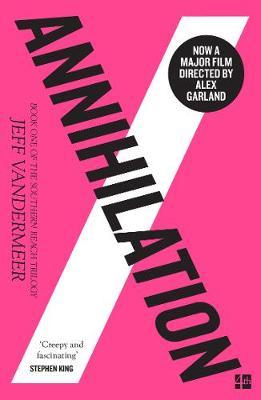 ANNIHILATION
NOW A
MAJOR FILM
DIRECTED BY
ALEX
GARLAND
BOOK ONE OF THE SOUTHERN REACH TRILOGY
JEFF VANDERMEER
'Creepy and
fascinating'
STEPHEN KING
4th